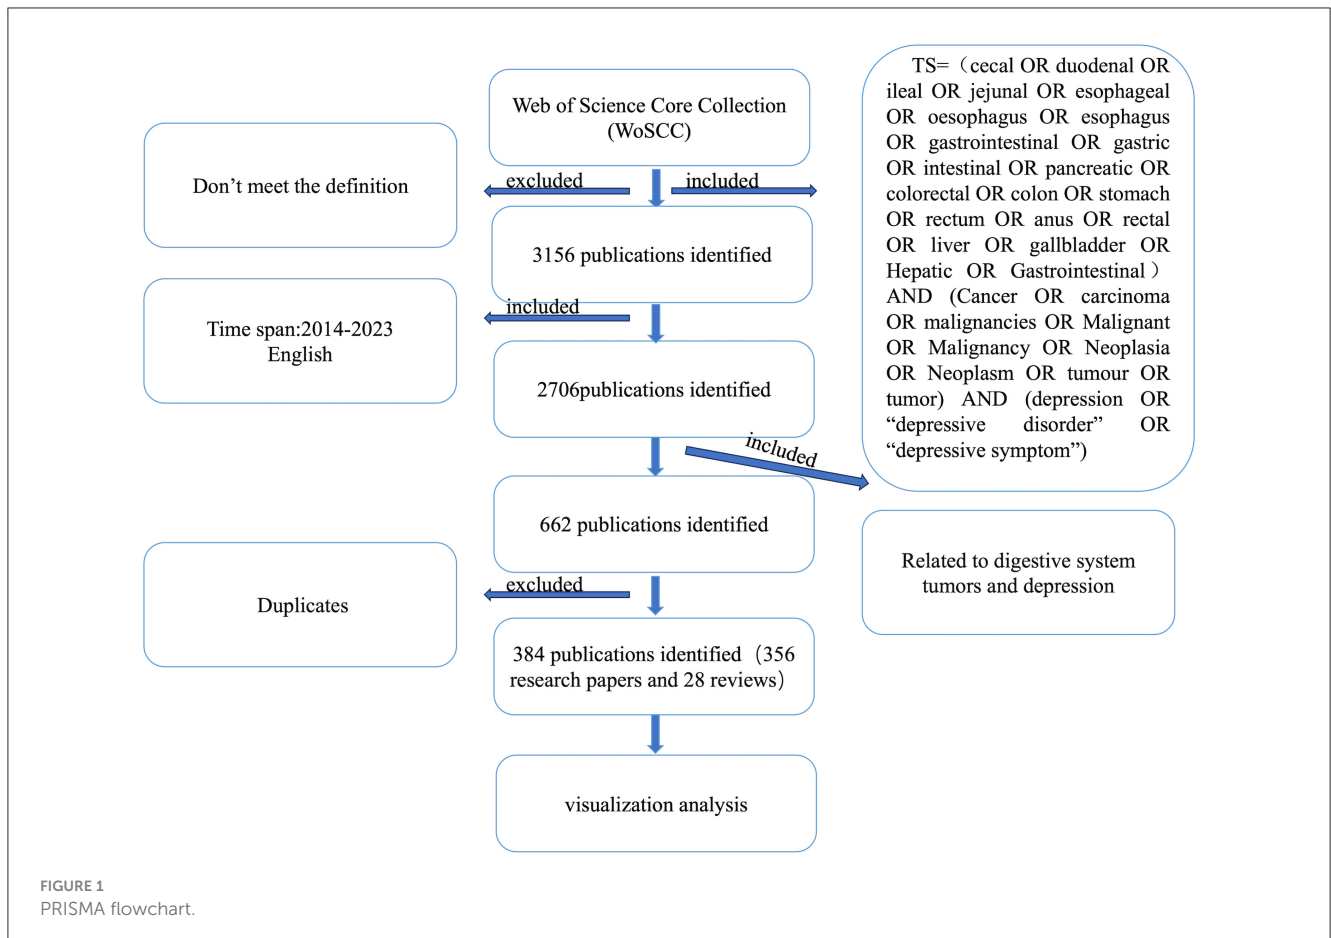 Web of Science Core Collection
(WoSCC)
Don’t meet the definition
excluded
included
TS=（cecal OR duodenal OR
ileal OR jejunal OR esophageal
OR oesophagus OR esophagus
OR gastrointestinal OR gastric
OR intestinal OR pancreatic OR
colorectal OR colon OR stomach
OR rectum OR anus OR rectal
OR liver OR gallbladder OR
Hepatic OR Gastrointestinal）
AND (Cancer OR carcinoma
OR malignancies OR Malignant
OR Malignancy OR Neoplasia
OR Neoplasm OR tumour OR
tumor) AND (depression OR
“depressive disorder” OR
“depressive symptom”)
3156 publications identified
included
Time span:2014-2023
English
2706publications identified
included
662 publications identified
Related to digestive system
tumors and depression
excluded
Duplicates
384 publications identified（356
research papers and 28 reviews）
visualization analysis
FIGURE 1
PRISMA flowchart.